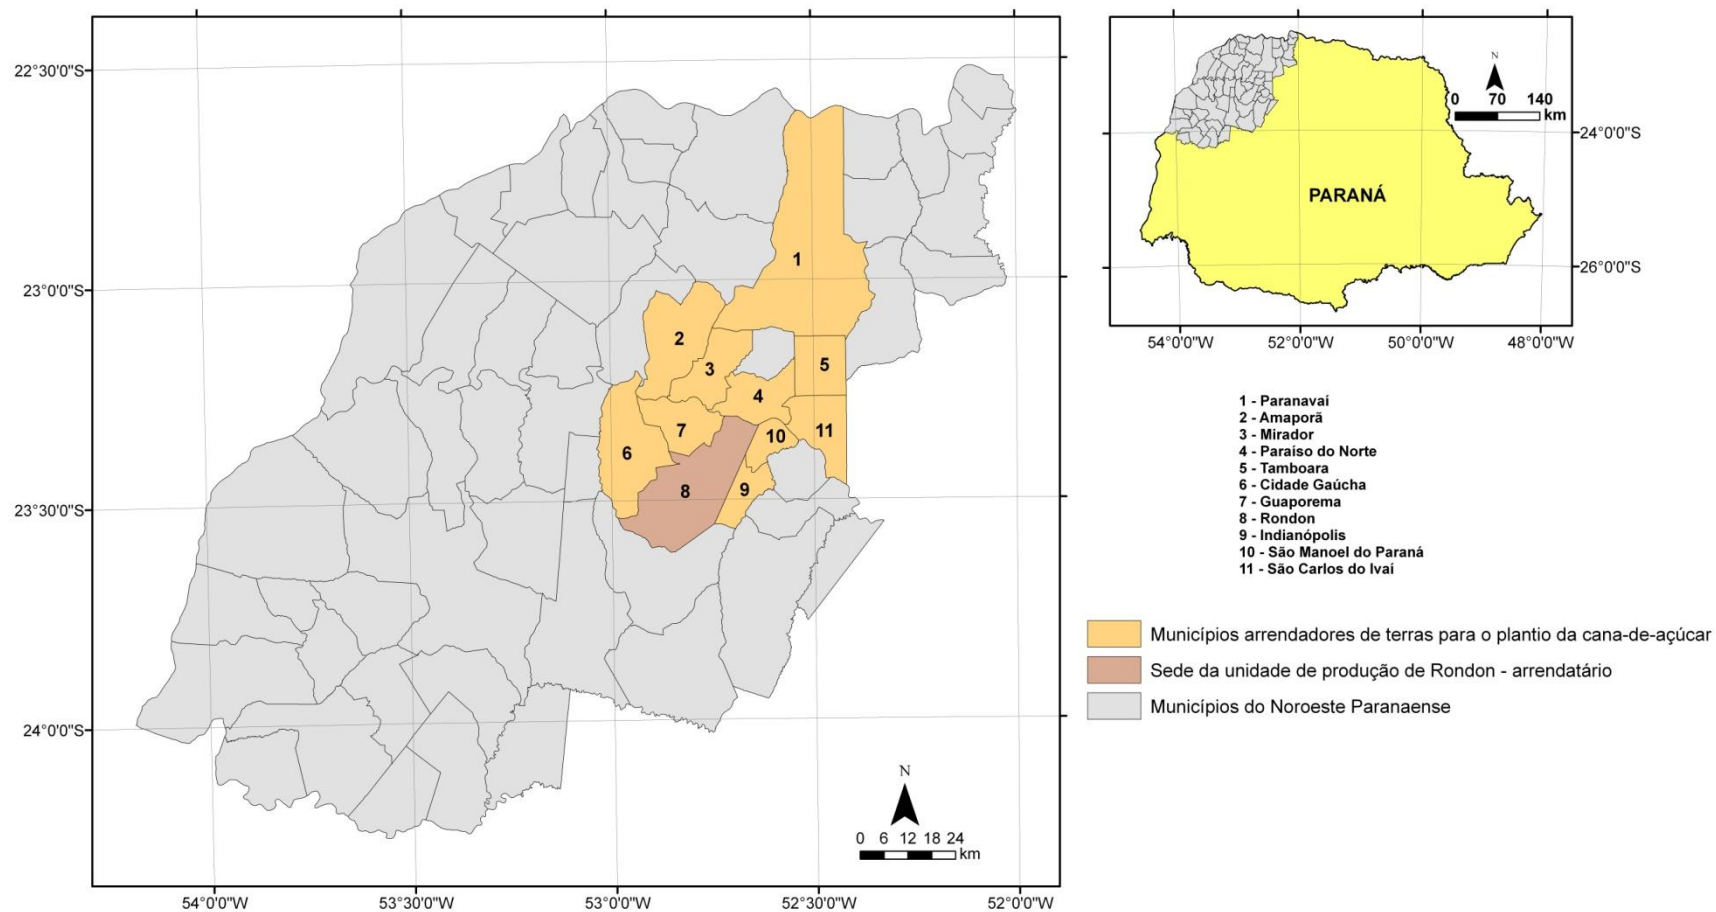 22°30'0"S
23°0'0"S
23°30'0"S
24°0'0"S
54°0'0"W
53°30'0"W
53°0'0"W
52°30'0"W
52°0'0"W
1
2
3
4
5
6
7
8
9
10
11
N
0 6 12 18 24
km
PARANÁ
N
0 70 140
km
24°0'0"S
26°0'0"S
54°0'0"W
52°0'0"W
50°0'0"W
48°0'0"W
1 - Paranavaí
2 - Amaporã
3 - Mirador
4 - Paraíso do Norte
5 - Tamboara
6 - Cidade Gaúcha
7 - Guaporema
8 - Rondon
9 - Indianópolis
10 - São Manoel do Paraná
11 - São Carlos do Ivaí
Municípios arrendadores de terras para o plantio da cana-de-açúcar
Sede da unidade de produção de Rondon - arrendatário
Municípios do Noroeste Paranaense